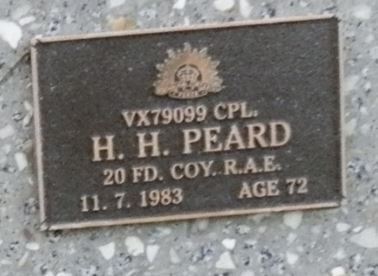 VX79099 CPL.
H. H. PEARD
20 FD. COY. R.A.E.
11. 7. 1983 AGE 72